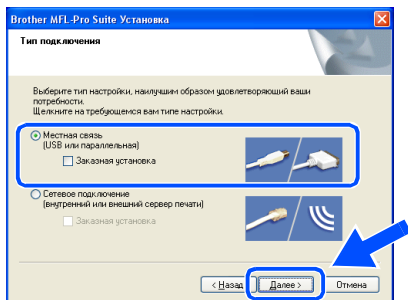 Brother MFL-Pro Suite Установка
Тип подключения
Выберите тип настройки, наилучшим образом удовлетворяющий ваши
потребности.
Щелкните на требующемся вам типе настройки.
Местная связь
(USB или параллельная)
Заказная установка
Сетевое подключение
(внутренний или внешний сервер печати)
Заказная установка
< Назад
Далее >
Отмена